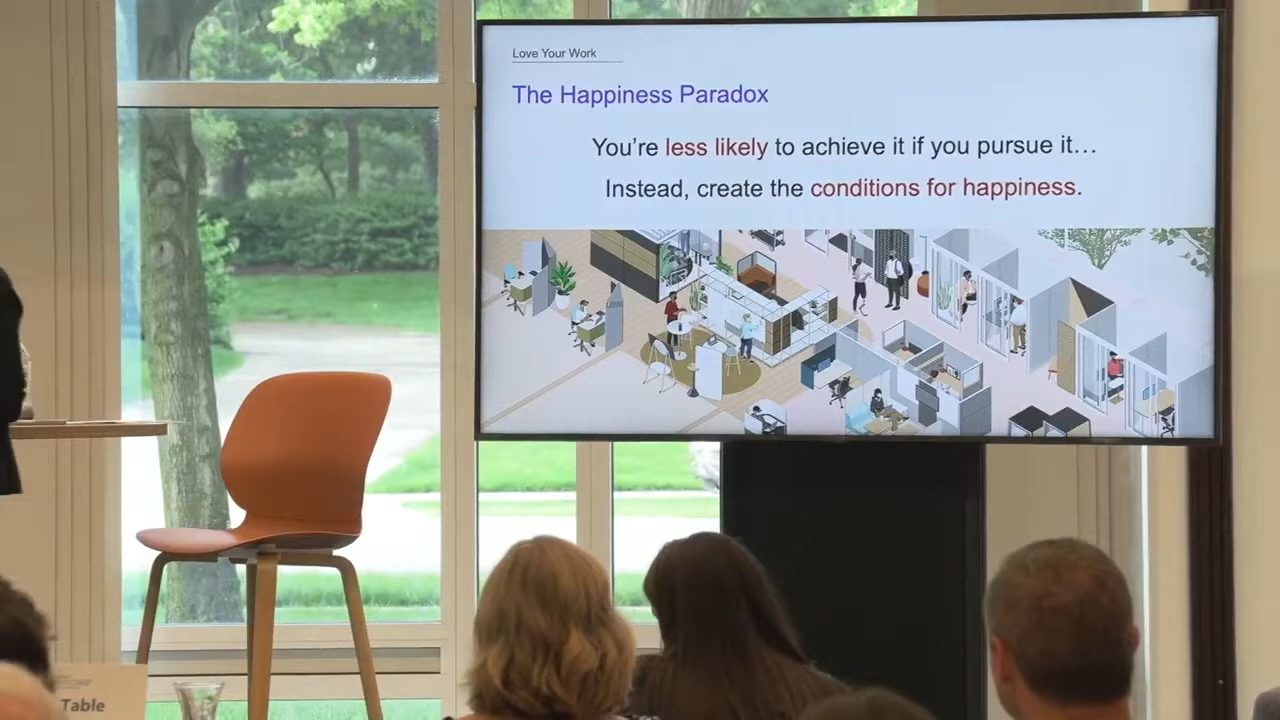 Love Your Work
The Happiness Paradox
You’re less likely to achieve it if you pursue it…
Instead, create the conditions for happiness.
Table